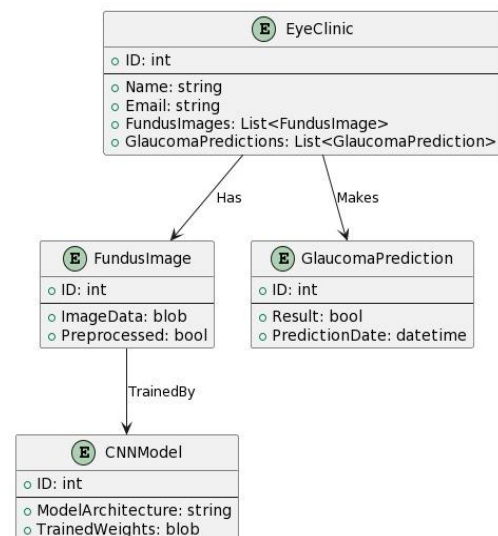 E EyeClinic
ID: int
Name: string
Email: string
FundusImages: List<FundusImage>
GlaucomaPredictions: List<GlaucomaPrediction>
Has
Makes
E FundusImage
ID: int
ImageData: blob
Preprocessed: bool
E GlaucomaPrediction
ID: int
Result: bool
PredictionDate: datetime
TrainedBy
E CNNModel
ID: int
ModelArchitecture: string
TrainedWeights: blob